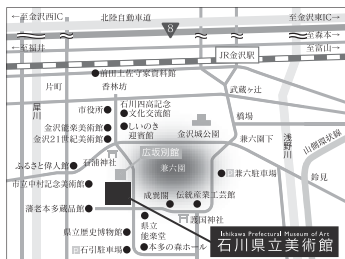 ←至金沢西IC
北陸自動車道
至金沢東IC→
8
←至福井
至森本→
至富山→
JR金沢駅
前田土佐守家資料館
武蔵ヶ辻
片町
香林坊
石川四高記念
文化交流館
市役所
橋場
犀川
しいのき
迎賓館
金沢城公園
金沢能楽美術館
金沢21世紀美術館
兼六園下
浅野川
山側環状線
広坂別館
石浦神社
兼六園
ふるさと偉人館
P兼六駐車場
鈴見
市立中村記念美術館
成巽閣
伝統産業工芸館
藩老本多蔵品館
護国神社
県立
能楽堂
県立歴史博物館
本多の森ホール
P石引駐車場
Ishikawa Prefectural Museum of Art
石川県立美術館